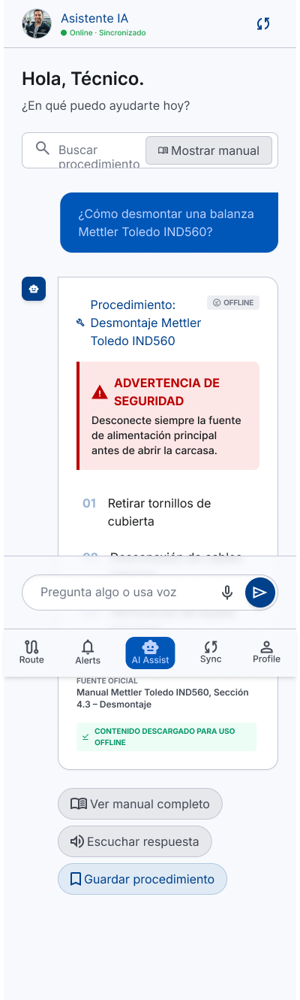 Asistente IA
Online · Sincronizado
Hola, Técnico.
¿En qué puedo ayudarte hoy?
Buscar
procedimiento
Mostrar manual
¿Cómo desmontar una balanza
Mettler Toledo IND560?
Procedimiento:
Desmontaje Mettler
Toledo IND560
OFFLINE
ADVERTENCIA DE
SEGURIDAD
Desconecte siempre la fuente
de alimentación principal
antes de abrir la carcasa.
01 Retirar tornillos de
cubierta
02 Desconexión de cables
Pregunta algo o usa voz
Route
Alerts
AI Assist
Sync
Profile
FUENTE OFICIAL
Manual Mettler Toledo IND560, Sección
4.3 – Desmontaje
CONTENIDO DESCARGADO PARA USO
OFFLINE
Ver manual completo
Escuchar respuesta
Guardar procedimiento